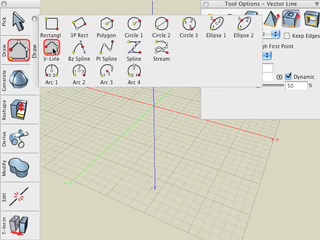 Tool Options - Vector Line
Pick
Draw
Draw
Generate
Reshape
Derive
Modify
Edit
T-form
Rectangl
3P Rect
Polygon
Circle 1
Circle 2
Circle 3
Ellipse 1
Ellipse 2
V-Line
Bz Spline
Pt Spline
Spline
Stream
Arc 1
Arc 2
Arc 3
Arc 4
Keep Edges
gh First Point
Dynamic
50 %